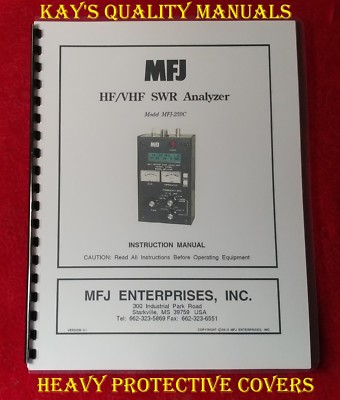 KAY'S QUALITY MANUALS
MFJ
HF/VHF SWR Analyzer
Model MFJ-259C
MFJ
INSTRUCTION MANUAL
CAUTION: Read All Instructions Before Operating Equipment
MFJ ENTERPRISES, INC.
300 Industrial Park Road
Starkville, MS 39759 USA
Tel: 662-323-5869 Fax: 662-323-6551
HEAVY PROTECTIVE COVERS